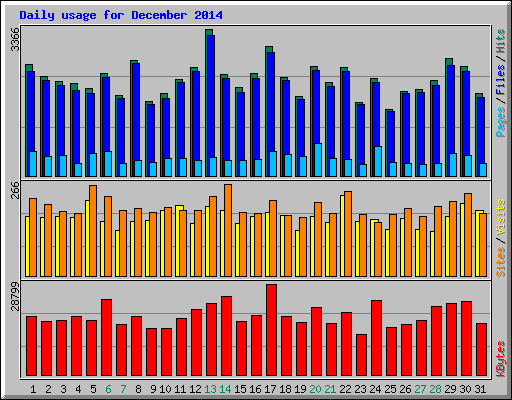 Daily usage for December 2014
3366
Pages / Files / Hits
266
Sites / Visits
28799
KBytes
1 2 3 4 5 6 7 8 9 10 11 12 13 14 15 16 17 18 19 20 21 22 23 24 25 26 27 28 29 30 31